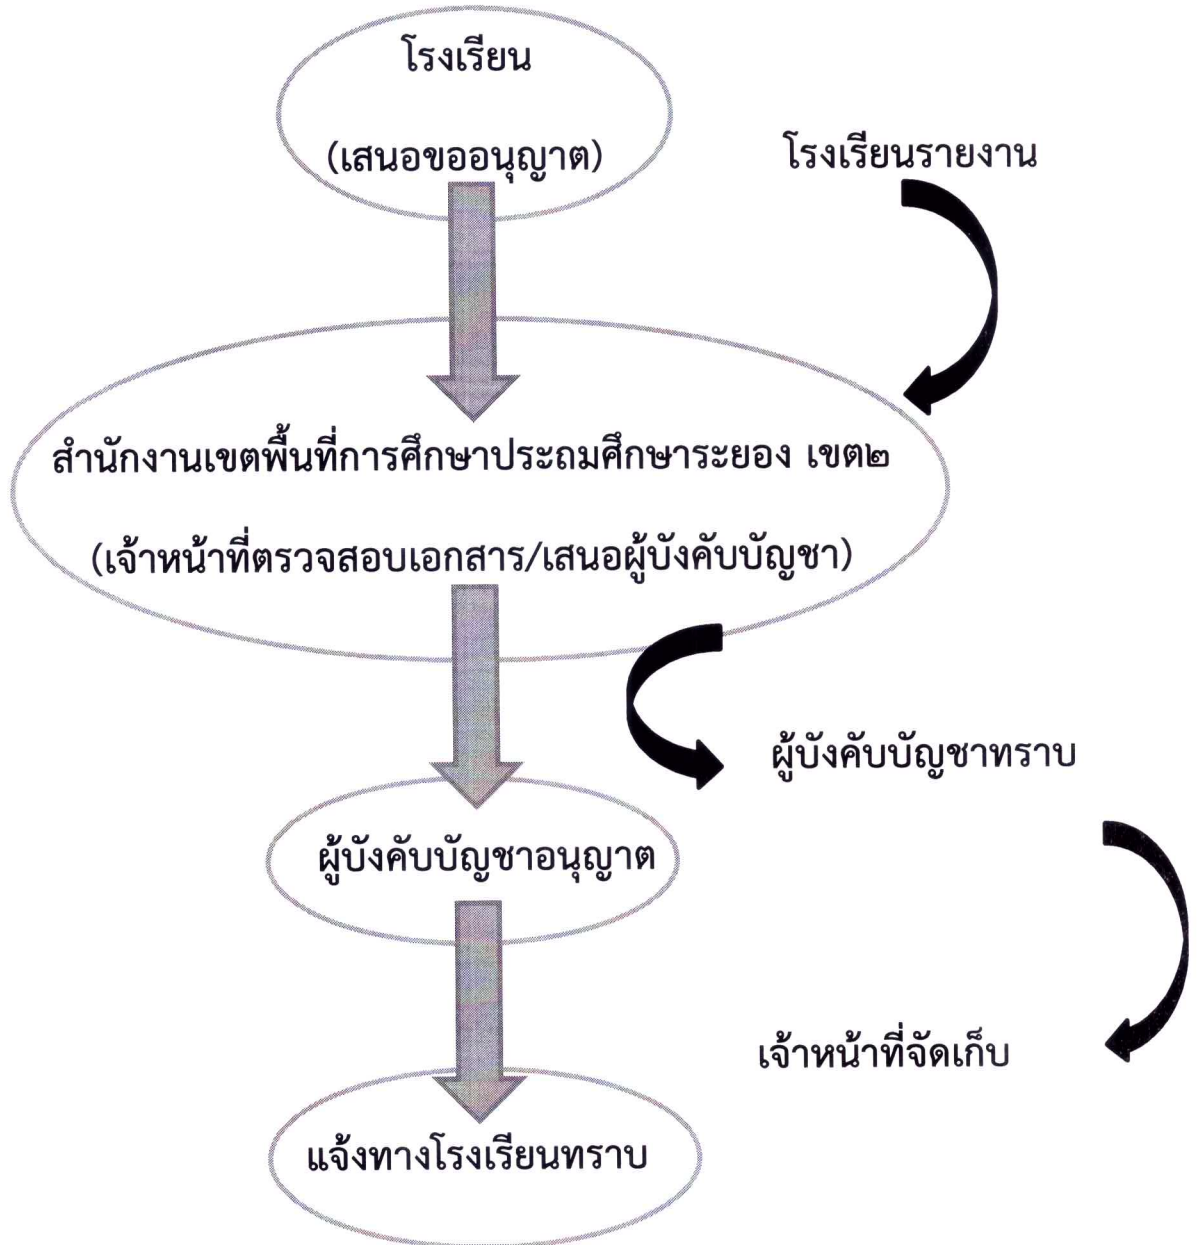 โรงเรียน
(เสนอขออนุญาต)
โรงเรียนรายงาน
สำนักงานเขตพื้นที่การศึกษาประถมศึกษาระยอง เขต๒
(เจ้าหน้าที่ตรวจสอบเอกสาร/เสนอผู้บังคับบัญชา)
ผู้บังคับบัญชาทราบ
ผู้บังคับบัญชาอนุญาต
เจ้าหน้าที่จัดเก็บ
แจ้งทางโรงเรียนทราบ